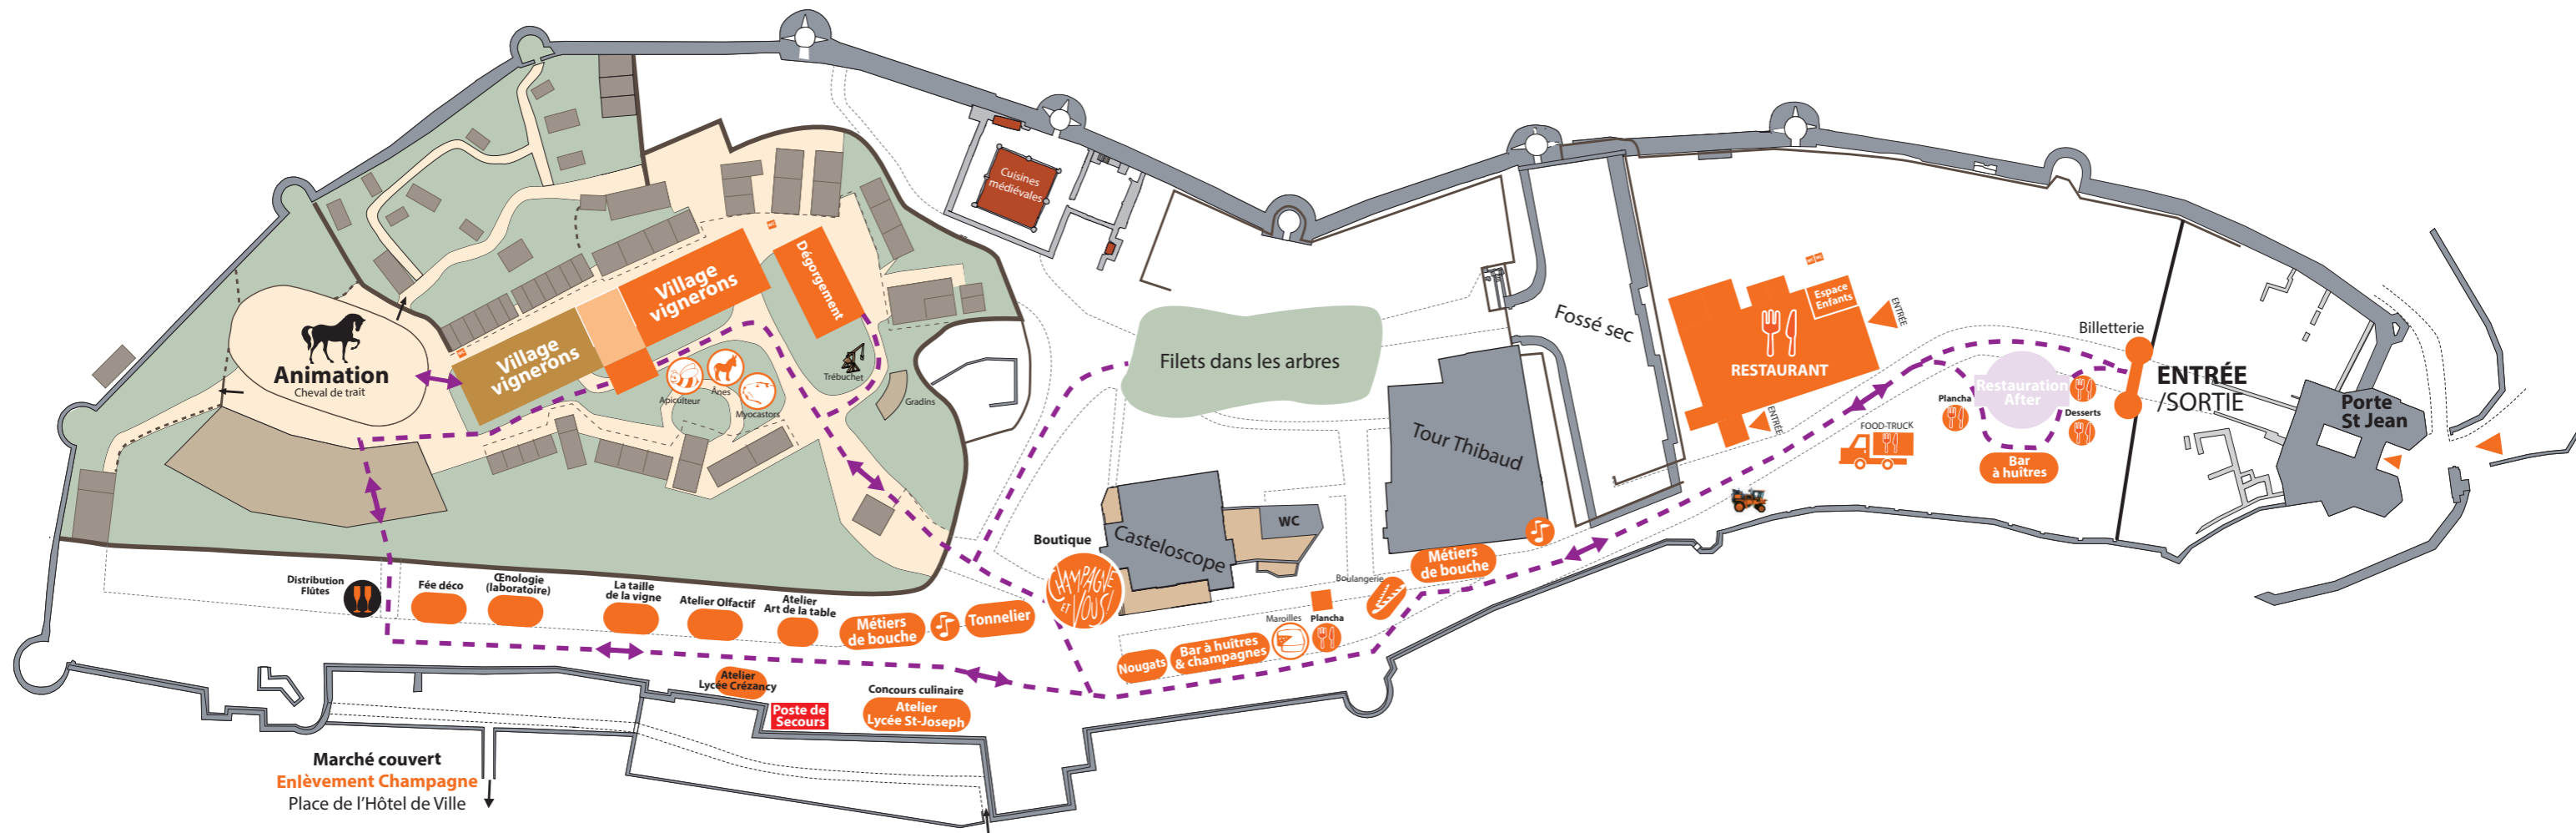 Cuisines
médiévales
Village
vignerons
Dégorgement
Village
vignerons
Animation
Cheval de trait
Apiculteur
Ânes
Myocastors
Trébuchet
Gradins
Filets dans les arbres
Fossé sec
Tour Thibaud
Espace
Enfants
RESTAURANT
ENTRÉE
ENTRÉE
FOOD-TRUCK
Billetterie
ENTRÉE
/SORTIE
Restauration
After
Plancha
Desserts
Bar
à huîtres
Porte
St Jean
Boutique
CHAMPAGNE
ET
VOUS!
Casteloscope
WC
Métiers
de bouche
Boulangerie
Maroilles
Plancha
Bar à huîtres
& champagnes
Nougats
Distribution
Flûtes
Fée déco
Œnologie
(laboratoire)
La taille
de la vigne
Atelier Olfactif
Atelier
Art de la table
Métiers
de bouche
Tonnelier
Atelier
Lycée Crézancy
Poste de
Secours
Concours culinaire
Atelier
Lycée St-Joseph
Marché couvert
Enlèvement Champagne
Place de l'Hôtel de Ville